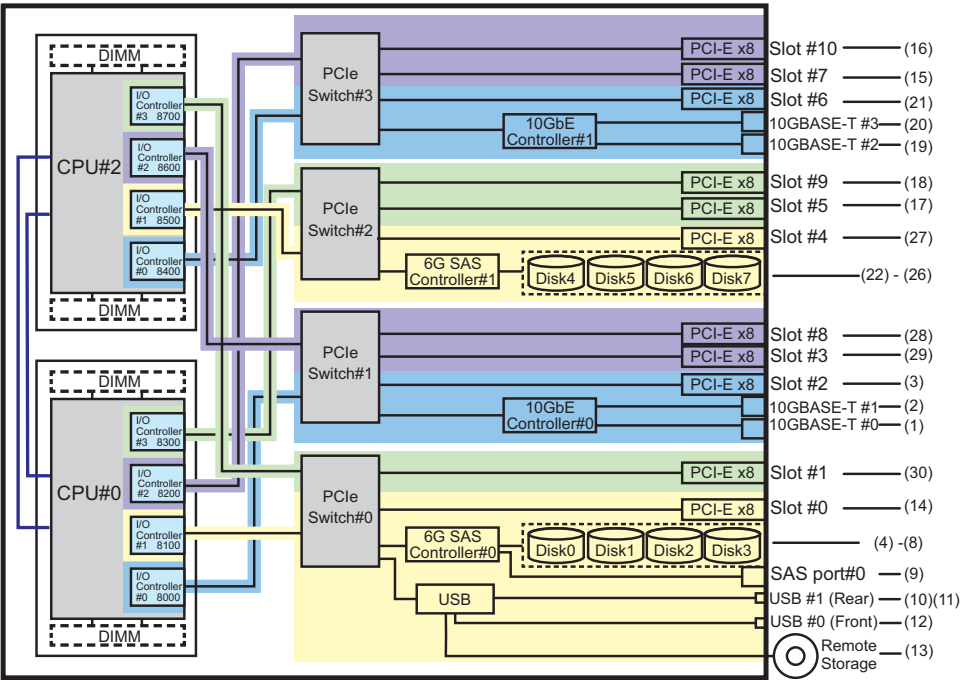 DIMM
I/O
Controller
#3 8700
I/O
Controller
#2 8600
CPU#2
I/O
Controller
#1 8500
I/O
Controller
#0 8400
DIMM
DIMM
I/O
Controller
#3 8300
I/O
Controller
#2 8200
CPU#0
I/O
Controller
#1 8100
I/O
Controller
#0 8000
DIMM
PCIe
Switch#3
PCI-E x8 Slot #10 (16)
PCI-E x8 Slot #7 (15)
PCI-E x8 Slot #6 (21)
10GbE
Controller#1
10GBASE-T #3 (20)
10GBASE-T #2 (19)
PCIe
Switch#2
PCI-E x8 Slot #9 (18)
PCI-E x8 Slot #5 (17)
PCI-E x8 Slot #4 (27)
6G SAS
Controller#1
Disk4 Disk5 Disk6 Disk7 (22) - (26)
PCIe
Switch#1
PCI-E x8 Slot #8 (28)
PCI-E x8 Slot #3 (29)
PCI-E x8 Slot #2 (3)
10GbE
Controller#0
10GBASE-T #1 (2)
10GBASE-T #0 (1)
PCIe
Switch#0
PCI-E x8 Slot #1 (30)
PCI-E x8 Slot #0 (14)
6G SAS
Controller#0
Disk0 Disk1 Disk2 Disk3 (4) -(8)
SAS port#0 (9)
USB
USB #1 (Rear) (10)(11)
USB #0 (Front) (12)
Remote
Storage
(13)